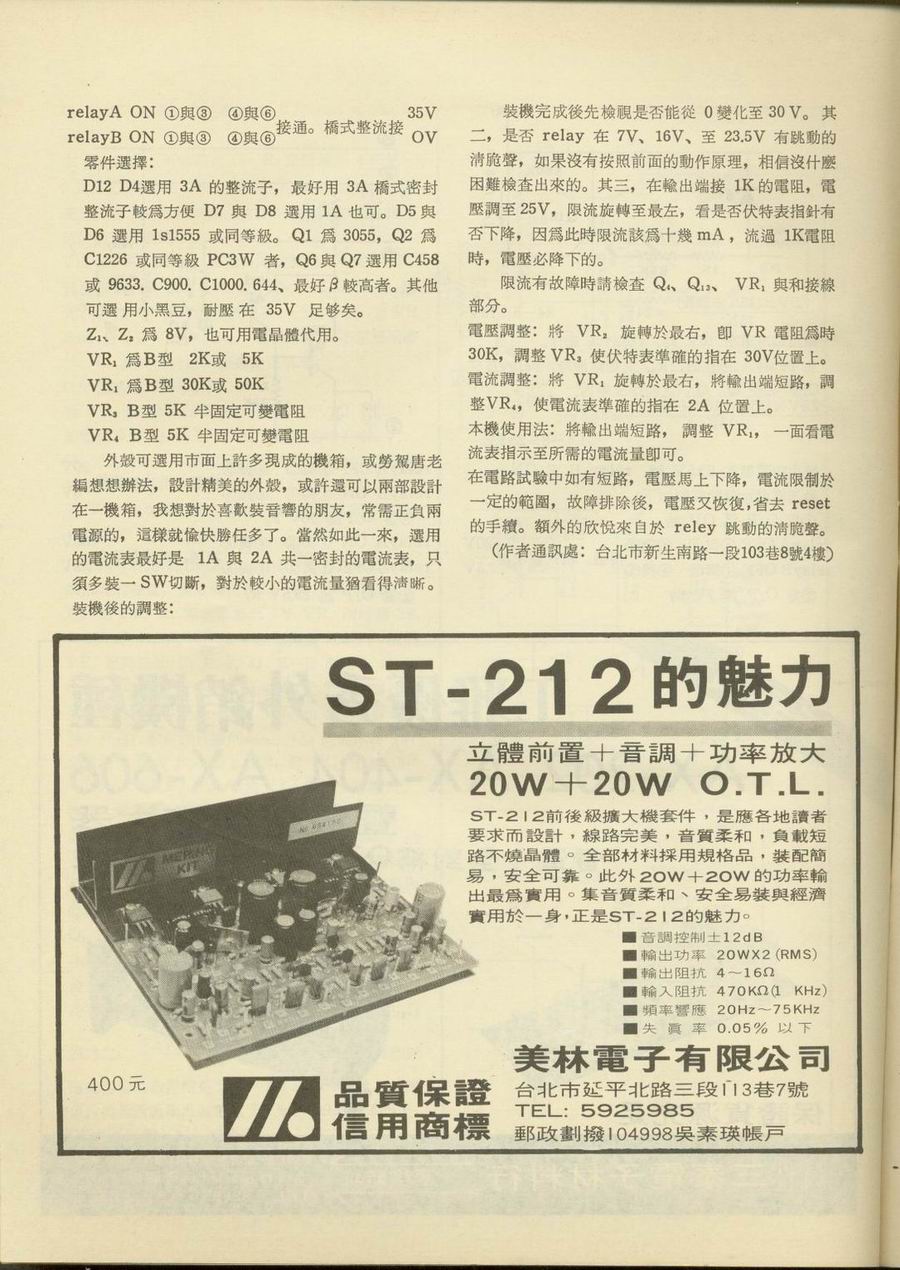 relayA ON ①與③ ④與⑥ 35V
接通。橋式整流接
relayB ON ①與③ ④與⑥ OV
零件選擇：
D12 D4選用 3A 的整流子，最好用 3A 橋式密封
整流子較爲方便 D7 與 D8 選用 1A 也可。D5 與
D6 選用 1s1555 或同等級。Q1 爲 3055, Q2 爲
C1226 或同等級 PC3W 者，Q6 與 Q7 選用 C458
或 9633. C900. C1000. 644、最好 β 較高者。其他
可選 用小黑豆，耐壓 在 35V 足够矣。
Z₁、Z₂ 爲 8V，也可用電晶體代用。
VR₁ 爲B型 2K或 5K
VR₁ 爲B型 30K或 50K
VR₃ B型 5K 半固定可變電阻
VR₄ B型 5K 半固定可變電阻
外殼可選用市面上許多現成的機箱，或勞駕唐老
編想想辦法，設計精美的外殼，或許還可以兩部設計
在一機箱，我想對於喜歡裝音響的朋友，常需正負兩
電源的，這樣就愉快勝任多了。當然如此一來，選用
的電流表最好是 1A 與 2A 共一密封的電流表，只
須多裝一 SW切斷，對於較小的電流量猶看得清晰。
裝機後的調整：
裝機完成後先檢視是否能從 0 變化至 30 V。其
二，是否 relay 在 7V、16V、至 23.5V 有跳動的
淸脆聲，如果沒有按照前面的動作原理，相信沒什麼
困難檢查出來的。其三，在輸出端接 1K 的電阻，電
壓調至 25V，限流旋轉至最左，看是否伏特表指針有
否下降，因爲此時限流該爲十幾 mA，流過 1K電阻
時，電壓必降下的。
限流有故障時請檢查 Q₄、Q₁₃、 VR₁ 與和接線
部分。
電壓調整：將 VR₂ 旋轉於最右，卽 VR 電阻爲時
30K，調整 VR₃ 使伏特表準確的指在 30V位置上。
電流調整：將 VR₁ 旋轉於最右，將輸出端短路，調
整VR₄，使電流表準確的指在 2A 位置上。
本機使用法：將輸出端短路，調整 VR₁，一面看電
流表指示至所需的電流量卽可。
在電路試驗中如有短路，電壓馬上下降，電流限制於
一定的範圍，故障排除後，電壓又恢復，省去 reset
的手續。額外的欣悅來自於 reley 跳動的淸脆聲。
（作者通訊處：台北市新生南路一段103巷8號4樓）
ST-212的魅力
立體前置＋音調＋功率放大
20W＋20W O.T.L.
ST-212前後級擴大機套件，是應各地讀者
要求而設計，線路完美，音質柔和，負載短
路不燒晶體。全部材料採用規格品，裝配簡
易，安全可靠。此外20W＋20W的功率輸
出最爲實用。集音質柔和、安全易裝與經濟
實用於一身，正是ST-212的魅力。
■音調控制±12dB
■輸出功率 20WX2 (RMS)
■輸出阻抗 4～16Ω
■輸入阻抗 470KΩ(1 KHz)
■頻率響應 20Hz～75KHz
■失 眞 率 0.05% 以下
KIT
400元
品質保證
信用商標
美林電子有限公司
台北市延平北路三段113巷7號
TEL: 5925985
郵政劃撥104998吳素瑛帳戶